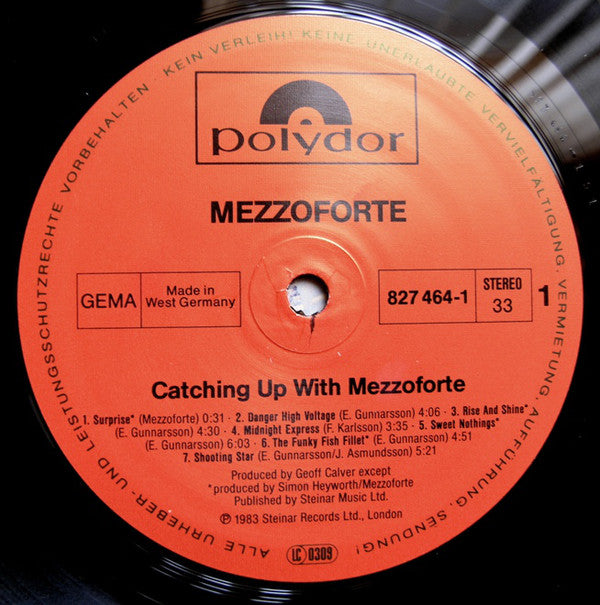 ALLE URHEBER- UND LEISTUNGSSCHUTZRECHTE VORBEHALTEN · KEIN VERLEIH! KEINE UNERLAUBTE VERVIELFÄLTIGUNG, VERMIETUNG, AUFFÜHRUNG, SENDUNG!
polydor
MEZZOFORTE
GEMA
Made in
West Germany
827 464-1
STEREO
33
1
Catching Up With Mezzoforte
1. Surprise* (Mezzoforte) 0:31 · 2. Danger High Voltage (E. Gunnarsson) 4:06 · 3. Rise And Shine*
(E. Gunnarsson) 4:30 · 4. Midnight Express (F. Karlsson) 3:35 · 5. Sweet Nothings*
(E. Gunnarsson) 6:03 · 6. The Funky Fish Fillet* (E. Gunnarsson) 4:51
7. Shooting Star (E. Gunnarsson/J. Asmundsson) 5:21
Produced by Geoff Calver except
*produced by Simon Heyworth/Mezzoforte
Published by Steinar Music Ltd.
℗ 1983 Steinar Records Ltd., London
LC 0309